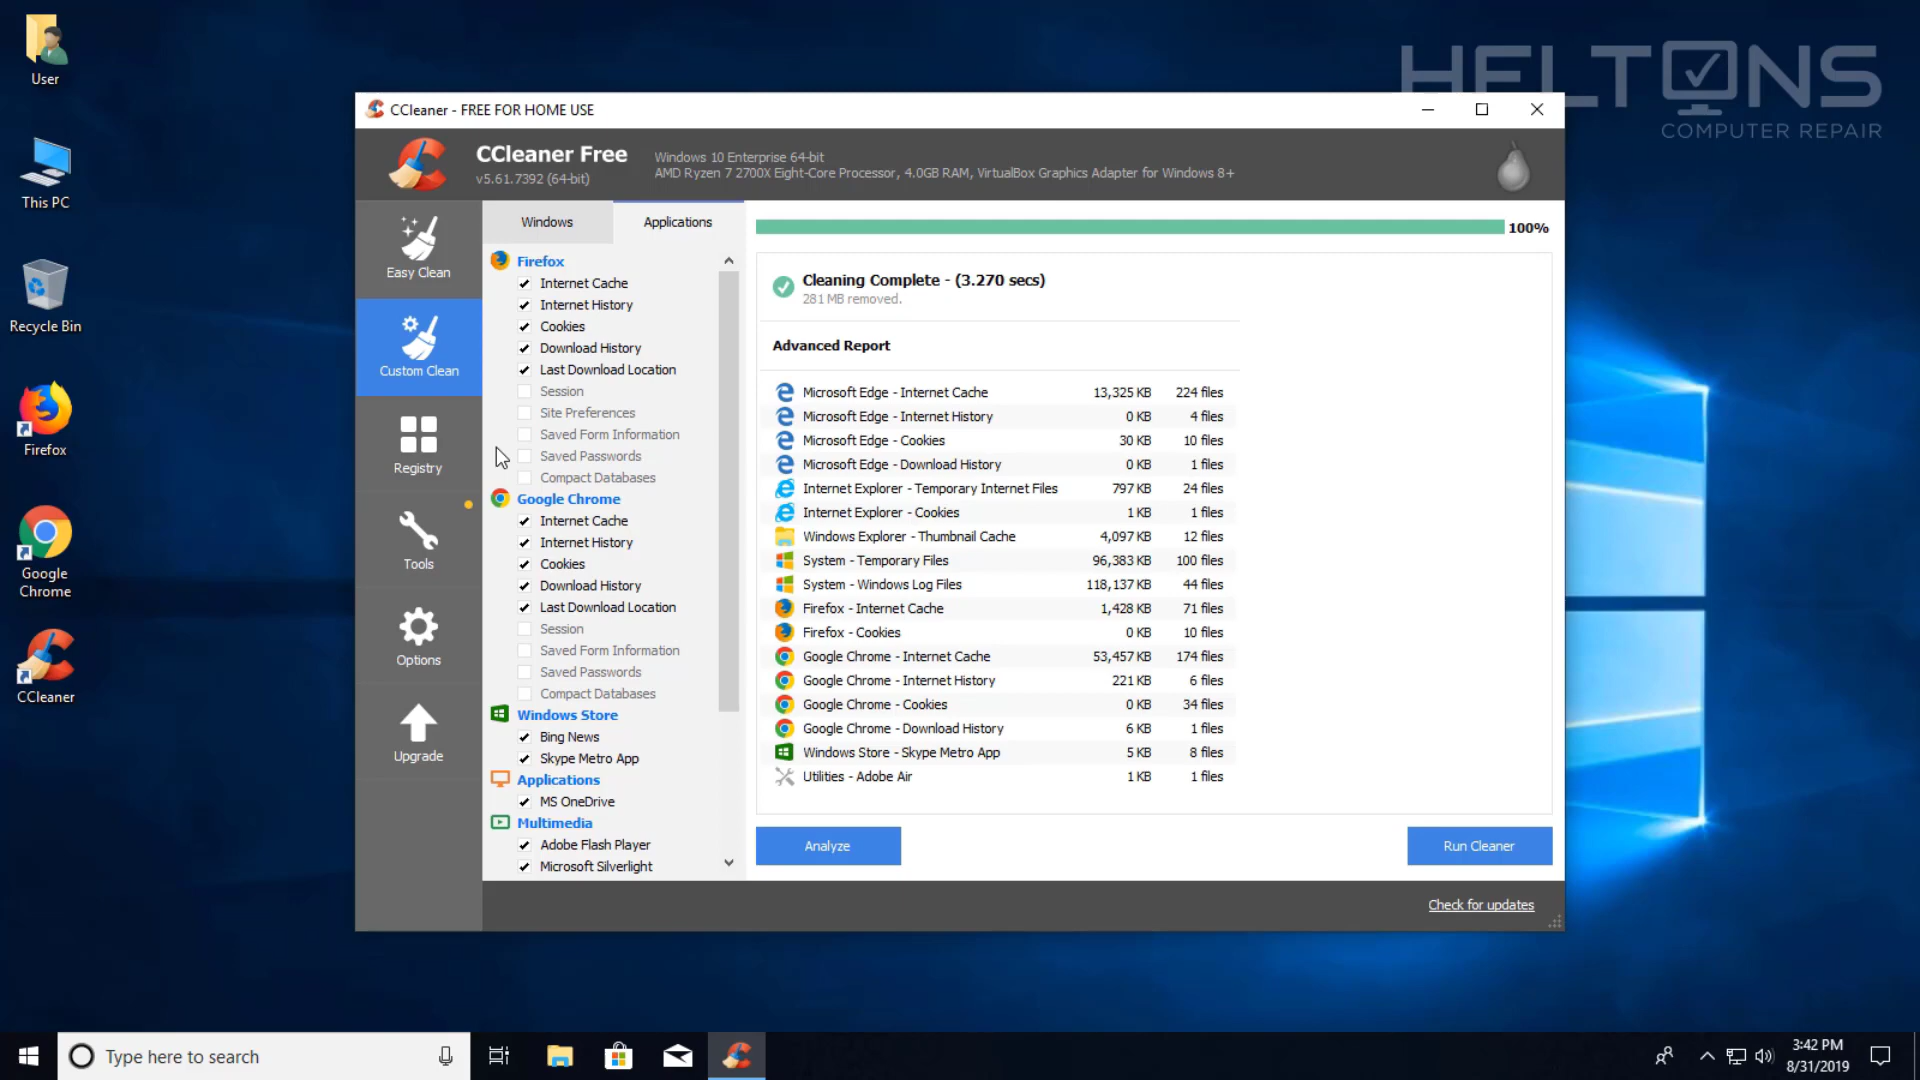 User
This PC
Recycle Bin
Firefox
Google
Chrome
CCleaner
HELTONS
COMPUTER REPAIR
CCleaner - FREE FOR HOME USE
CCleaner Free
v5.61.7392 (64-bit)
Windows 10 Enterprise 64-bit
AMD Ryzen 7 2700X Eight-Core Processor, 4.0GB RAM, VirtualBox Graphics Adapter for Windows 8+
Easy Clean
Custom Clean
Registry
Tools
Options
Upgrade
Windows Applications
Firefox
Internet Cache
Internet History
Cookies
Download History
Last Download Location
Session
Site Preferences
Saved Form Information
Saved Passwords
Compact Databases
Google Chrome
Internet Cache
Internet History
Cookies
Download History
Last Download Location
Session
Saved Form Information
Saved Passwords
Compact Databases
Windows Store
Bing News
Skype Metro App
Applications
MS OneDrive
Multimedia
Adobe Flash Player
Microsoft Silverlight
100%
Cleaning Complete - (3.270 secs)
281 MB removed.
Advanced Report
Microsoft Edge - Internet Cache 13,325 KB 224 files
Microsoft Edge - Internet History 0 KB 4 files
Microsoft Edge - Cookies 30 KB 10 files
Microsoft Edge - Download History 0 KB 1 files
Internet Explorer - Temporary Internet Files 797 KB 24 files
Internet Explorer - Cookies 1 KB 1 files
Windows Explorer - Thumbnail Cache 4,097 KB 12 files
System - Temporary Files 96,383 KB 100 files
System - Windows Log Files 118,137 KB 44 files
Firefox - Internet Cache 1,428 KB 71 files
Firefox - Cookies 0 KB 10 files
Google Chrome - Internet Cache 53,457 KB 174 files
Google Chrome - Internet History 221 KB 6 files
Google Chrome - Cookies 0 KB 34 files
Google Chrome - Download History 6 KB 1 files
Windows Store - Skype Metro App 5 KB 8 files
Utilities - Adobe Air 1 KB 1 files
Analyze Run Cleaner
Check for updates
Type here to search
3:42 PM
8/31/2019